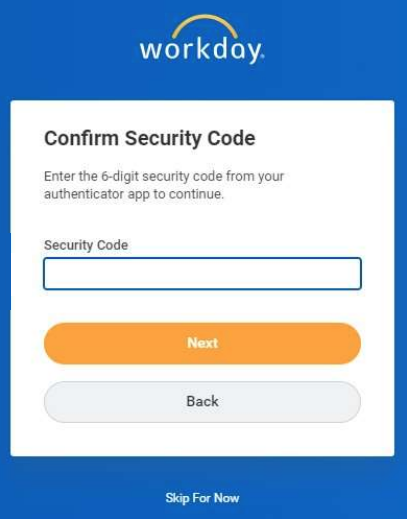 workday.
Confirm Security Code
Enter the 6-digit security code from your
authenticator app to continue.
Security Code
Next
Back
Skip For Now